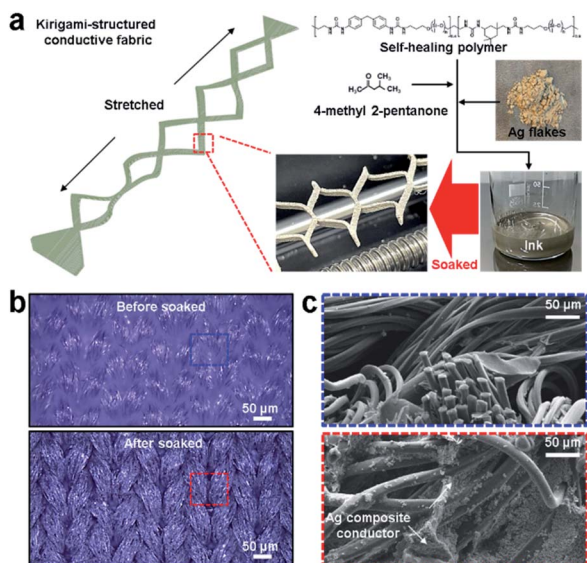 a
Kirigami-structured
conductive fabric
Stretched
Self-healing polymer
4-methyl 2-pentanone
Ag flakes
Ink
Soaked
b
Before soaked
50 μm
After soaked
50 μm
c
50 μm
50 μm
Ag composite
conductor